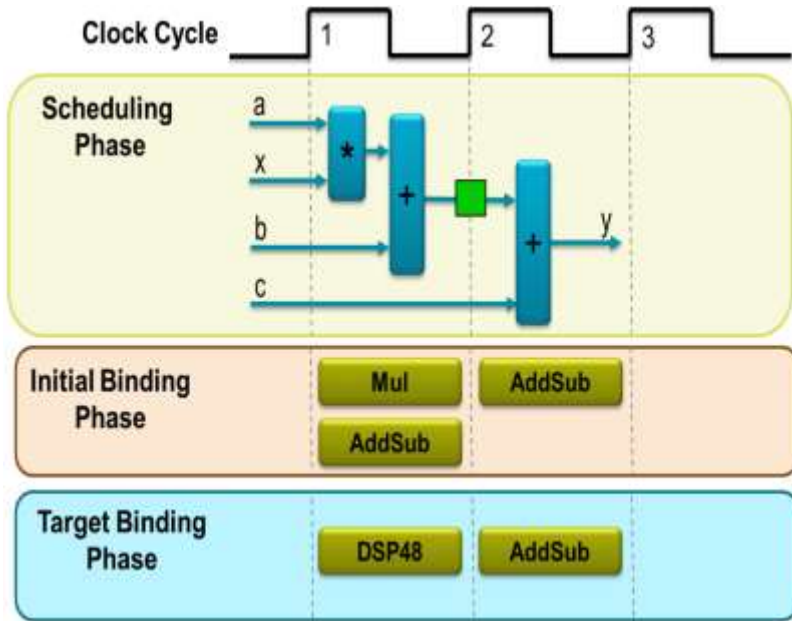 Clock Cycle 1 2 3
Scheduling
Phase
a
x
*
b
+
c
+
y
Initial Binding
Phase
Mul
AddSub
AddSub
Target Binding
Phase
DSP48
AddSub